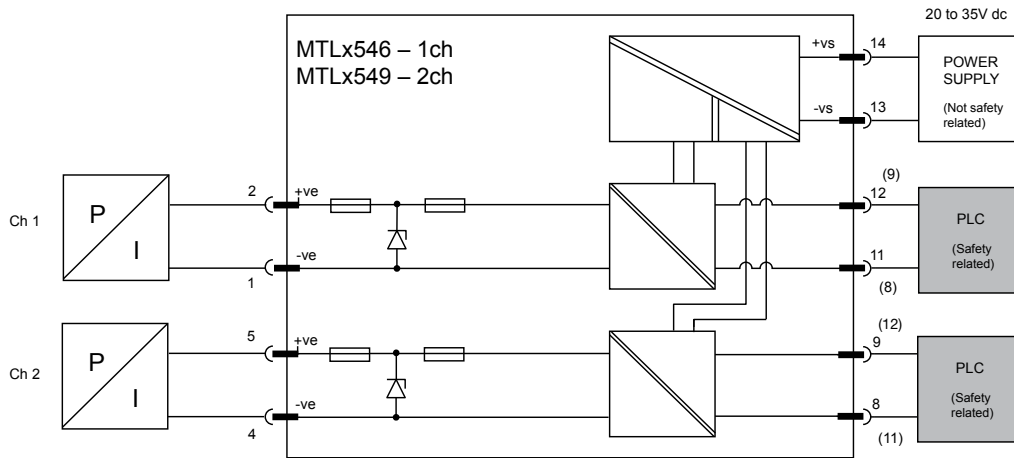 20 to 35V dc
MTLx546 – 1ch
MTLx549 – 2ch
+vs
14
POWER
SUPPLY
(Not safety
related)
-vs
13
(9)
2
+ve
12
Ch 1
P
I
PLC
(Safety
related)
-ve
11
1
(8)
(12)
5
+ve
9
Ch 2
P
I
PLC
(Safety
related)
-ve
8
4
(11)